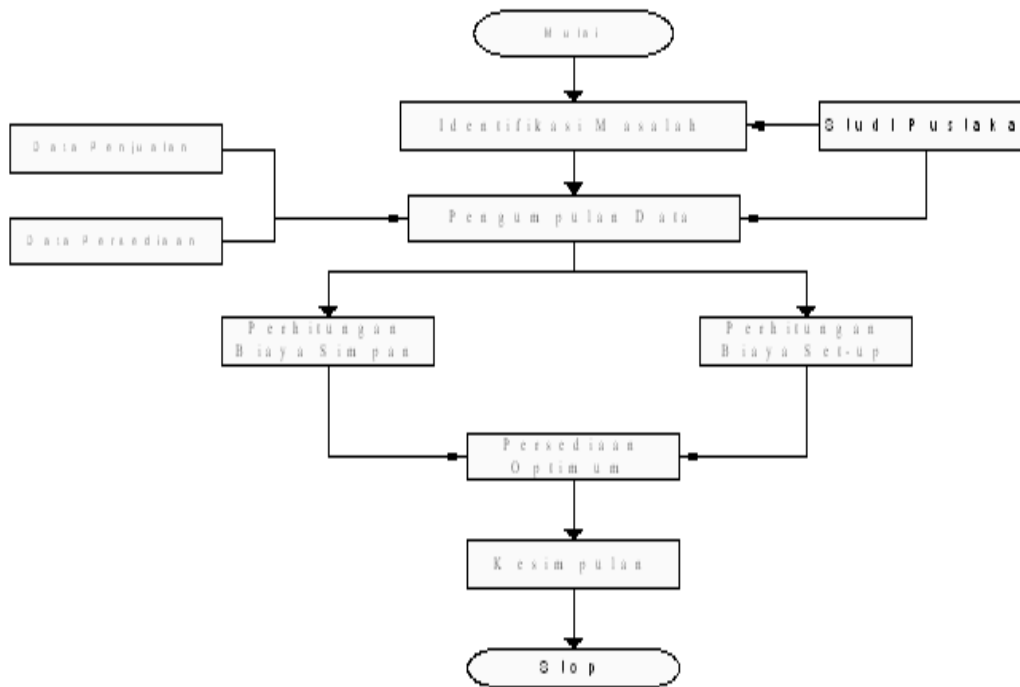 Mulai
Identifikasi Masalah
Studi Pustaka
Data Penjualan
Pengumpulan Data
Data Persediaan
Perhitungan
Biaya Simpan
Perhitungan
Biaya Set-up
Persediaan
Optimum
Kesimpulan
Stop